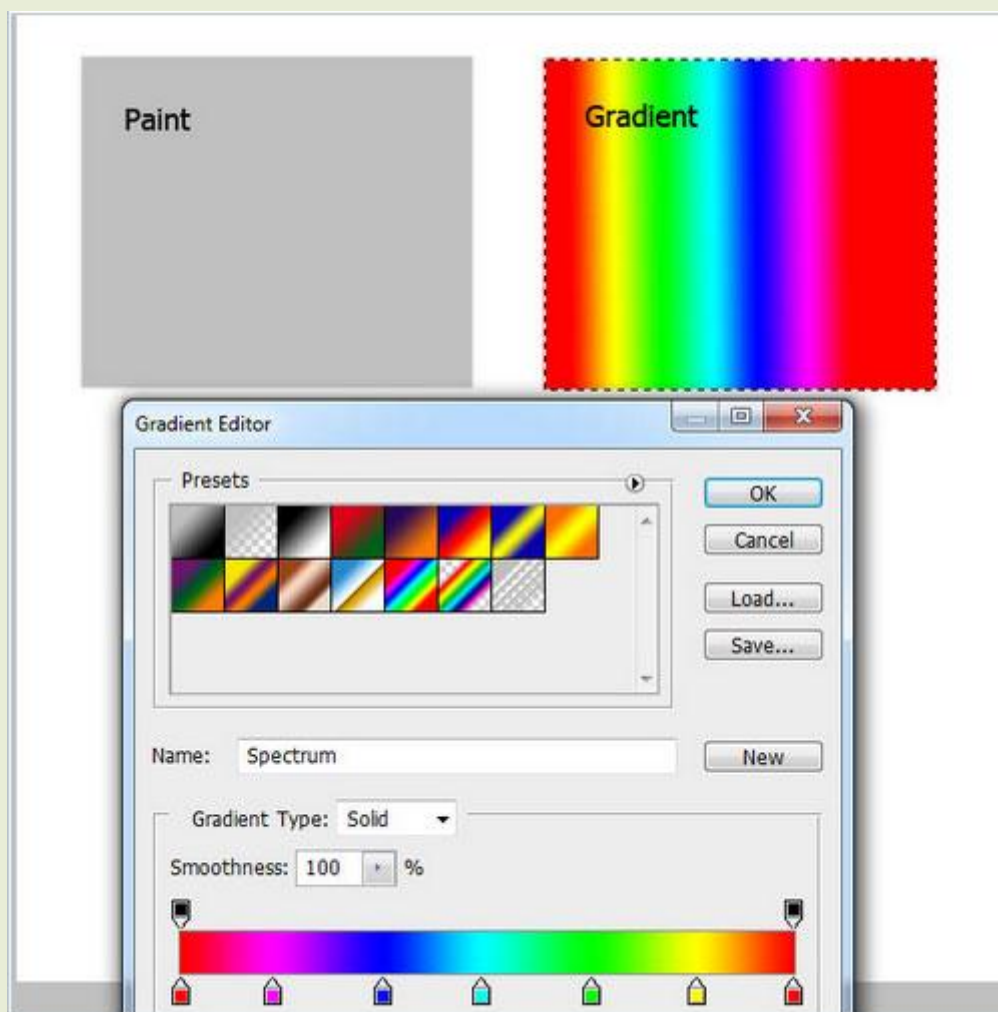 Paint
Gradient
Gradient Editor
Presets
OK
Cancel
Load...
Save...
Name: Spectrum
New
Gradient Type: Solid
Smoothness: 100 %